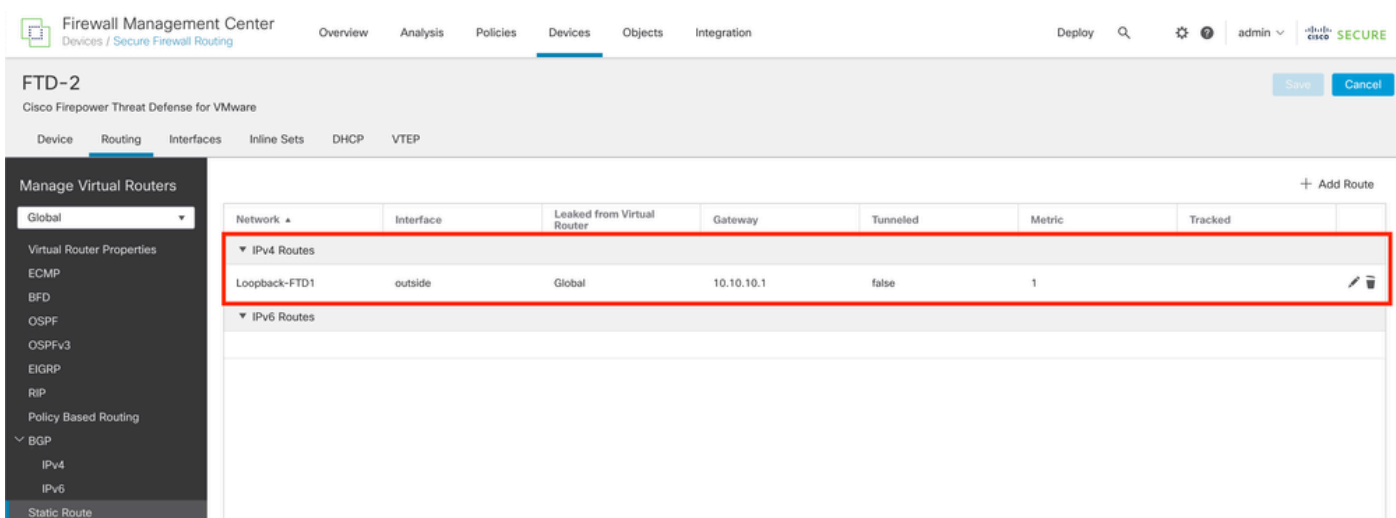 Firewall Management Center
Devices / Secure Firewall Routing
Overview Analysis Policies Devices Objects Integration
Deploy admin cisco SECURE
FTD-2
Save Cancel
Cisco Firepower Threat Defense for VMware
Device Routing Interfaces Inline Sets DHCP VTEP
Manage Virtual Routers
+ Add Route
Global
Network Interface Leaked from Virtual Router Gateway Tunneled Metric Tracked
Virtual Router Properties
IPv4 Routes
ECMP
Loopback-FTD1 outside Global 10.10.10.1 false 1
BFD
OSPF
IPv6 Routes
OSPFv3
EIGRP
RIP
Policy Based Routing
BGP
IPv4
IPv6
Static Route